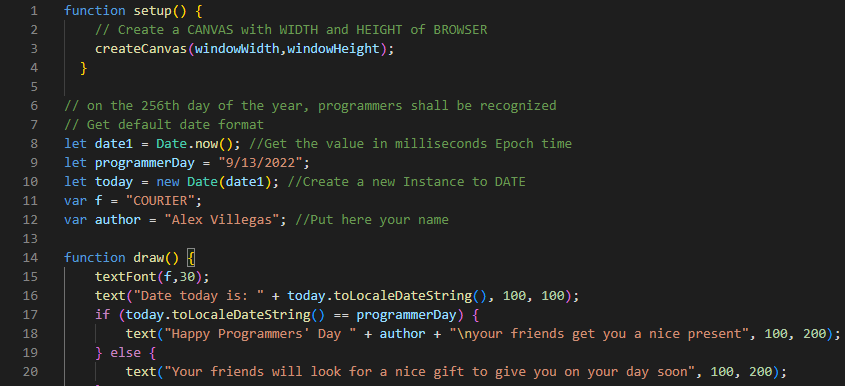 1 function setup() {
2 // Create a CANVAS with WIDTH and HEIGHT of BROWSER
3 createCanvas(windowWidth,windowHeight);
4 }
5
6 // on the 256th day of the year, programmers shall be recognized
7 // Get default date format
8 let date1 = Date.now(); //Get the value in milliseconds Epoch time
9 let programmerDay = "9/13/2022";
10 let today = new Date(date1); //Create a new Instance to DATE
11 var f = "COURIER";
12 var author = "Alex Villegas"; //Put here your name
13
14 function draw() {
15 textFont(f,30);
16 text("Date today is: " + today.toLocaleDateString(), 100, 100);
17 if (today.toLocaleDateString() == programmerDay) {
18 text("Happy Programmers' Day " + author + "\nyour friends get you a nice present", 100, 200);
19 } else {
20 text("Your friends will look for a nice gift to give you on your day soon", 100, 200);